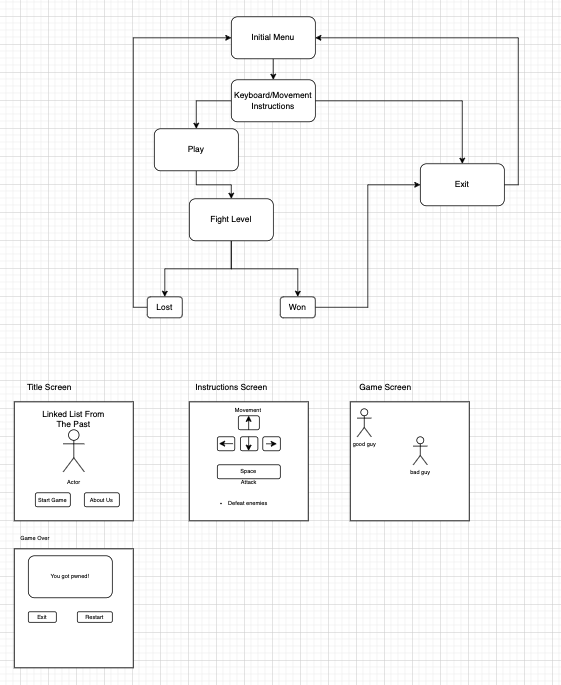 Initial Menu
Keyboard/Movement
Instructions
Play
Exit
Fight Level
Lost
Won
Title Screen
Instructions Screen
Game Screen
Linked List From
The Past
Actor
Start Game
About Us
Movement
Space
Attack
• Defeat enemies
good guy
bad guy
Game Over
You got pwned!
Exit
Restart